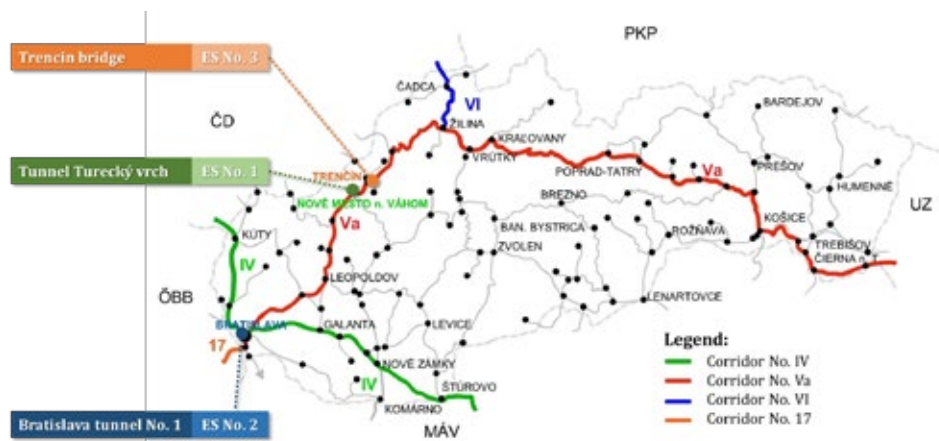 PKP
Trencin bridge ES No. 3
ČADCA
VI
BARDEJOV
ČD
ŽILINA
KRAĽOVANY
VRÚTKY
Tunnel Turecký vrch ES No. 1
TRENČÍN
POPRAD-TATRY
Va
PREŠOV
HUMENNÉ
NOVÉ MESTO n. VÁHOM
BREZNO
UZ
Va
BAN. BYSTRICA
ROŽŇAVA
KOŠICE
KÚTY
ZVOLEN
TREBIŠOV
IV
ČIERNA n. T.
LEOPOLDOV
ÖBB
LENARTOVCE
BRATISLAVA
GALANTA
LEVICE
Legend:
17
Corridor No. IV
NOVÉ ZÁMKY
Corridor No. Va
IV
ŠTÚROVO
Corridor No. VI
KOMÁRNO
Corridor No. 17
Bratislava tunnel No. 1 ES No. 2
MÁV